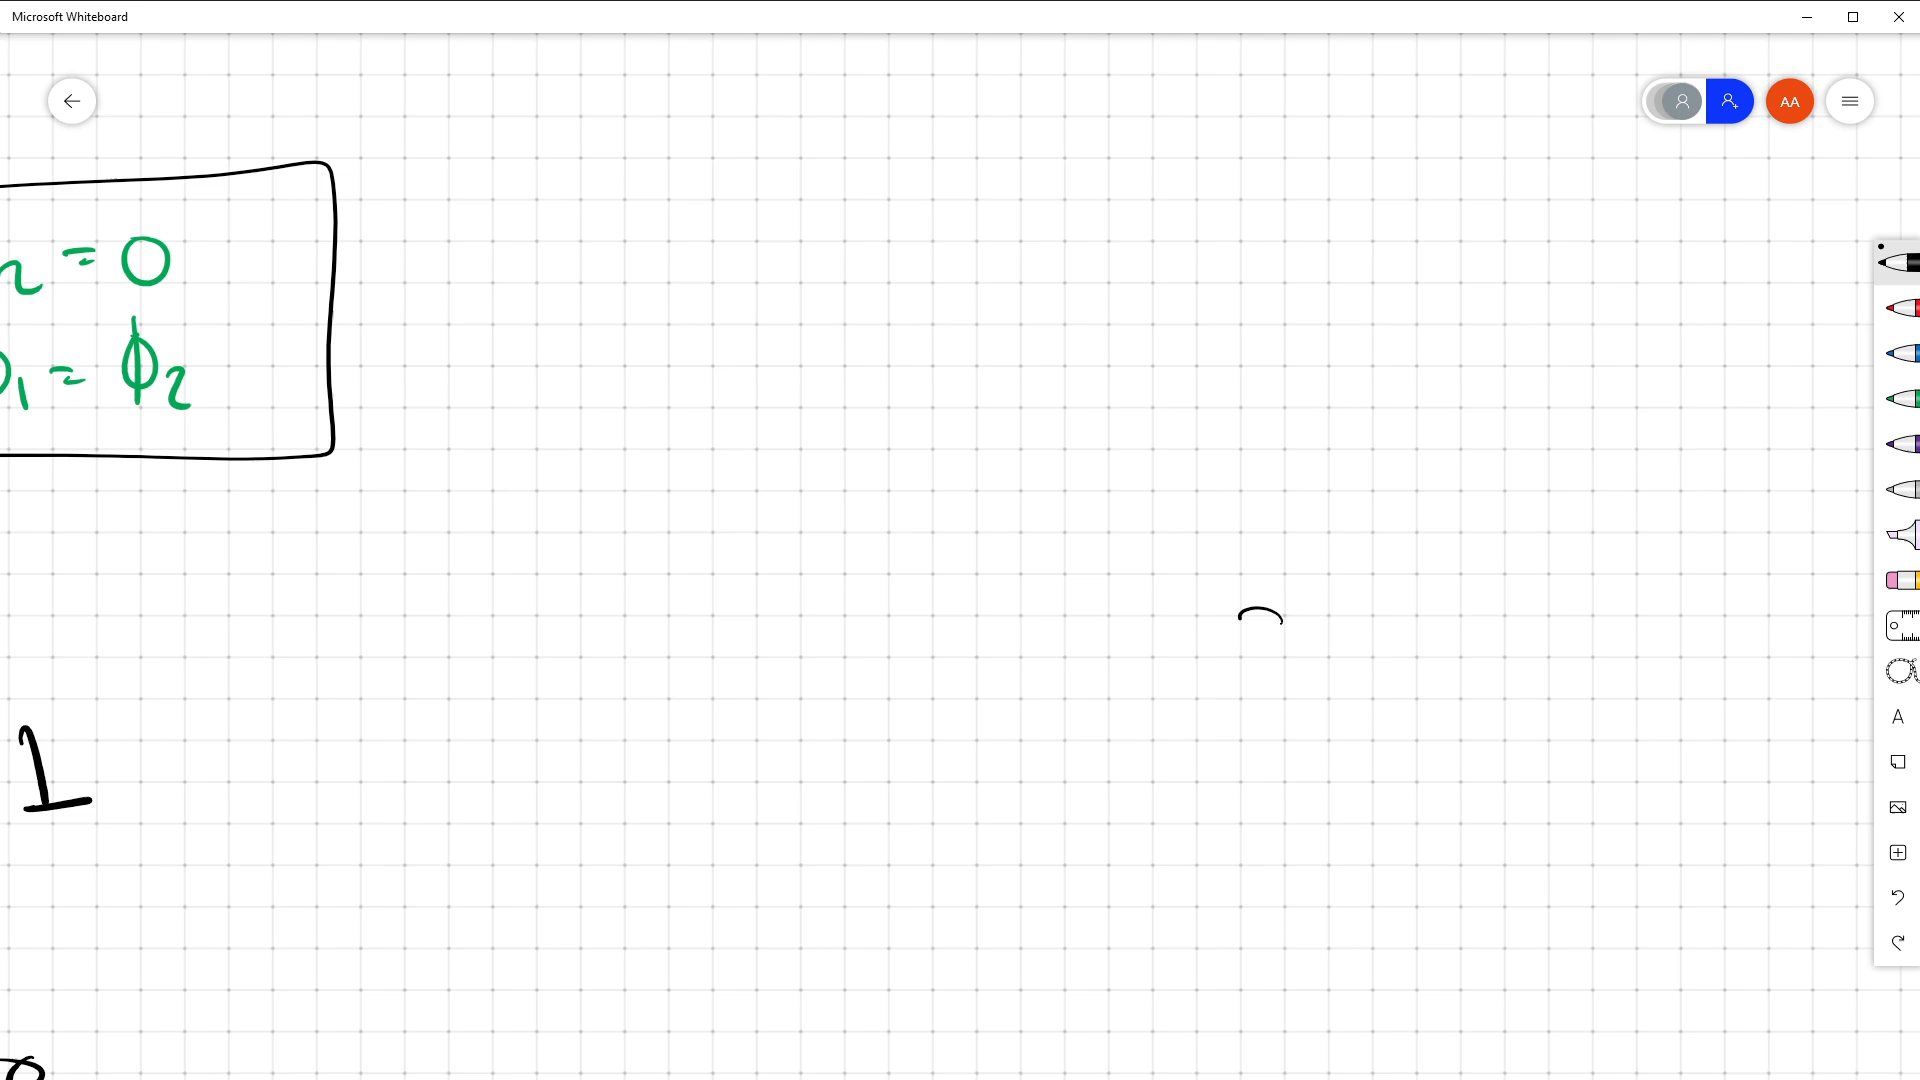 Microsoft Whiteboard
AA
2 = 0
1 = ϕ2
1
A